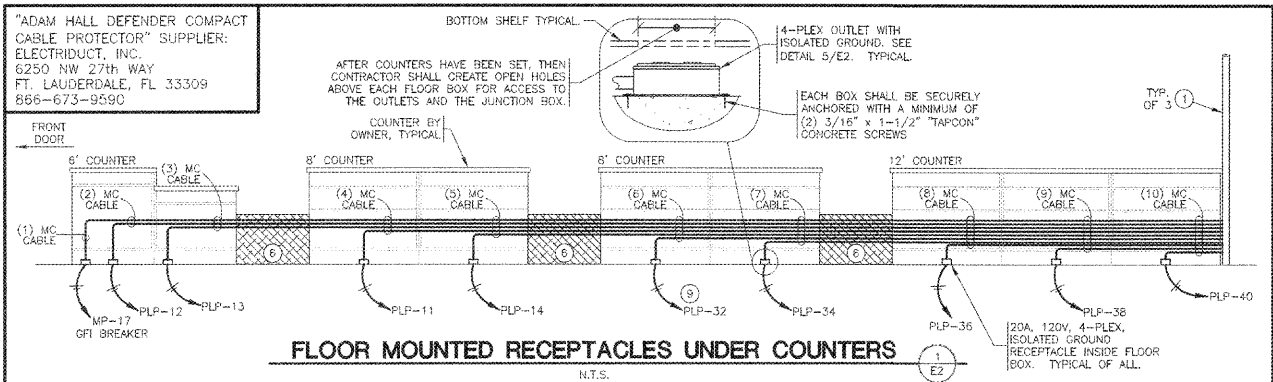 "ADAM HALL DEFENDER COMPACT
CABLE PROTECTOR" SUPPLIER:
ELECTRIDUCT, INC.
6250 NW 27th WAY
FT. LAUDERDALE, FL 33309
866-673-9590
BOTTOM SHELF TYPICAL.
4-PLEX OUTLET WITH
ISOLATED GROUND. SEE
DETAIL 5/E2. TYPICAL.
AFTER COUNTERS HAVE BEEN SET, THEN
CONTRACTOR SHALL CREATE OPEN HOLES
ABOVE EACH FLOOR BOX FOR ACCESS TO
THE OUTLETS AND THE JUNCTION BOX.
EACH BOX SHALL BE SECURELY
ANCHORED WITH A MINIMUM OF
(2) 3/16" x 1-1/2" "TAPCON"
CONCRETE SCREWS
TYP.
OF 3
1
FRONT
DOOR
COUNTER BY
OWNER, TYPICAL
6' COUNTER
8' COUNTER
8' COUNTER
12' COUNTER
(1) MC
CABLE
(2) MC
CABLE
(3) MC
CABLE
(4) MC
CABLE
(5) MC
CABLE
(6) MC
CABLE
(7) MC
CABLE
(8) MC
CABLE
(9) MC
CABLE
(10) MC
CABLE
6
6
6
9
MP-17
GFI BREAKER
PLP-12
PLP-13
PLP-11
PLP-14
PLP-32
PLP-34
PLP-36
PLP-38
PLP-40
20A, 120V, 4-PLEX,
ISOLATED GROUND
RECEPTACLE INSIDE FLOOR
BOX. TYPICAL OF ALL.
FLOOR MOUNTED RECEPTACLES UNDER COUNTERS
1
E2
N.T.S.